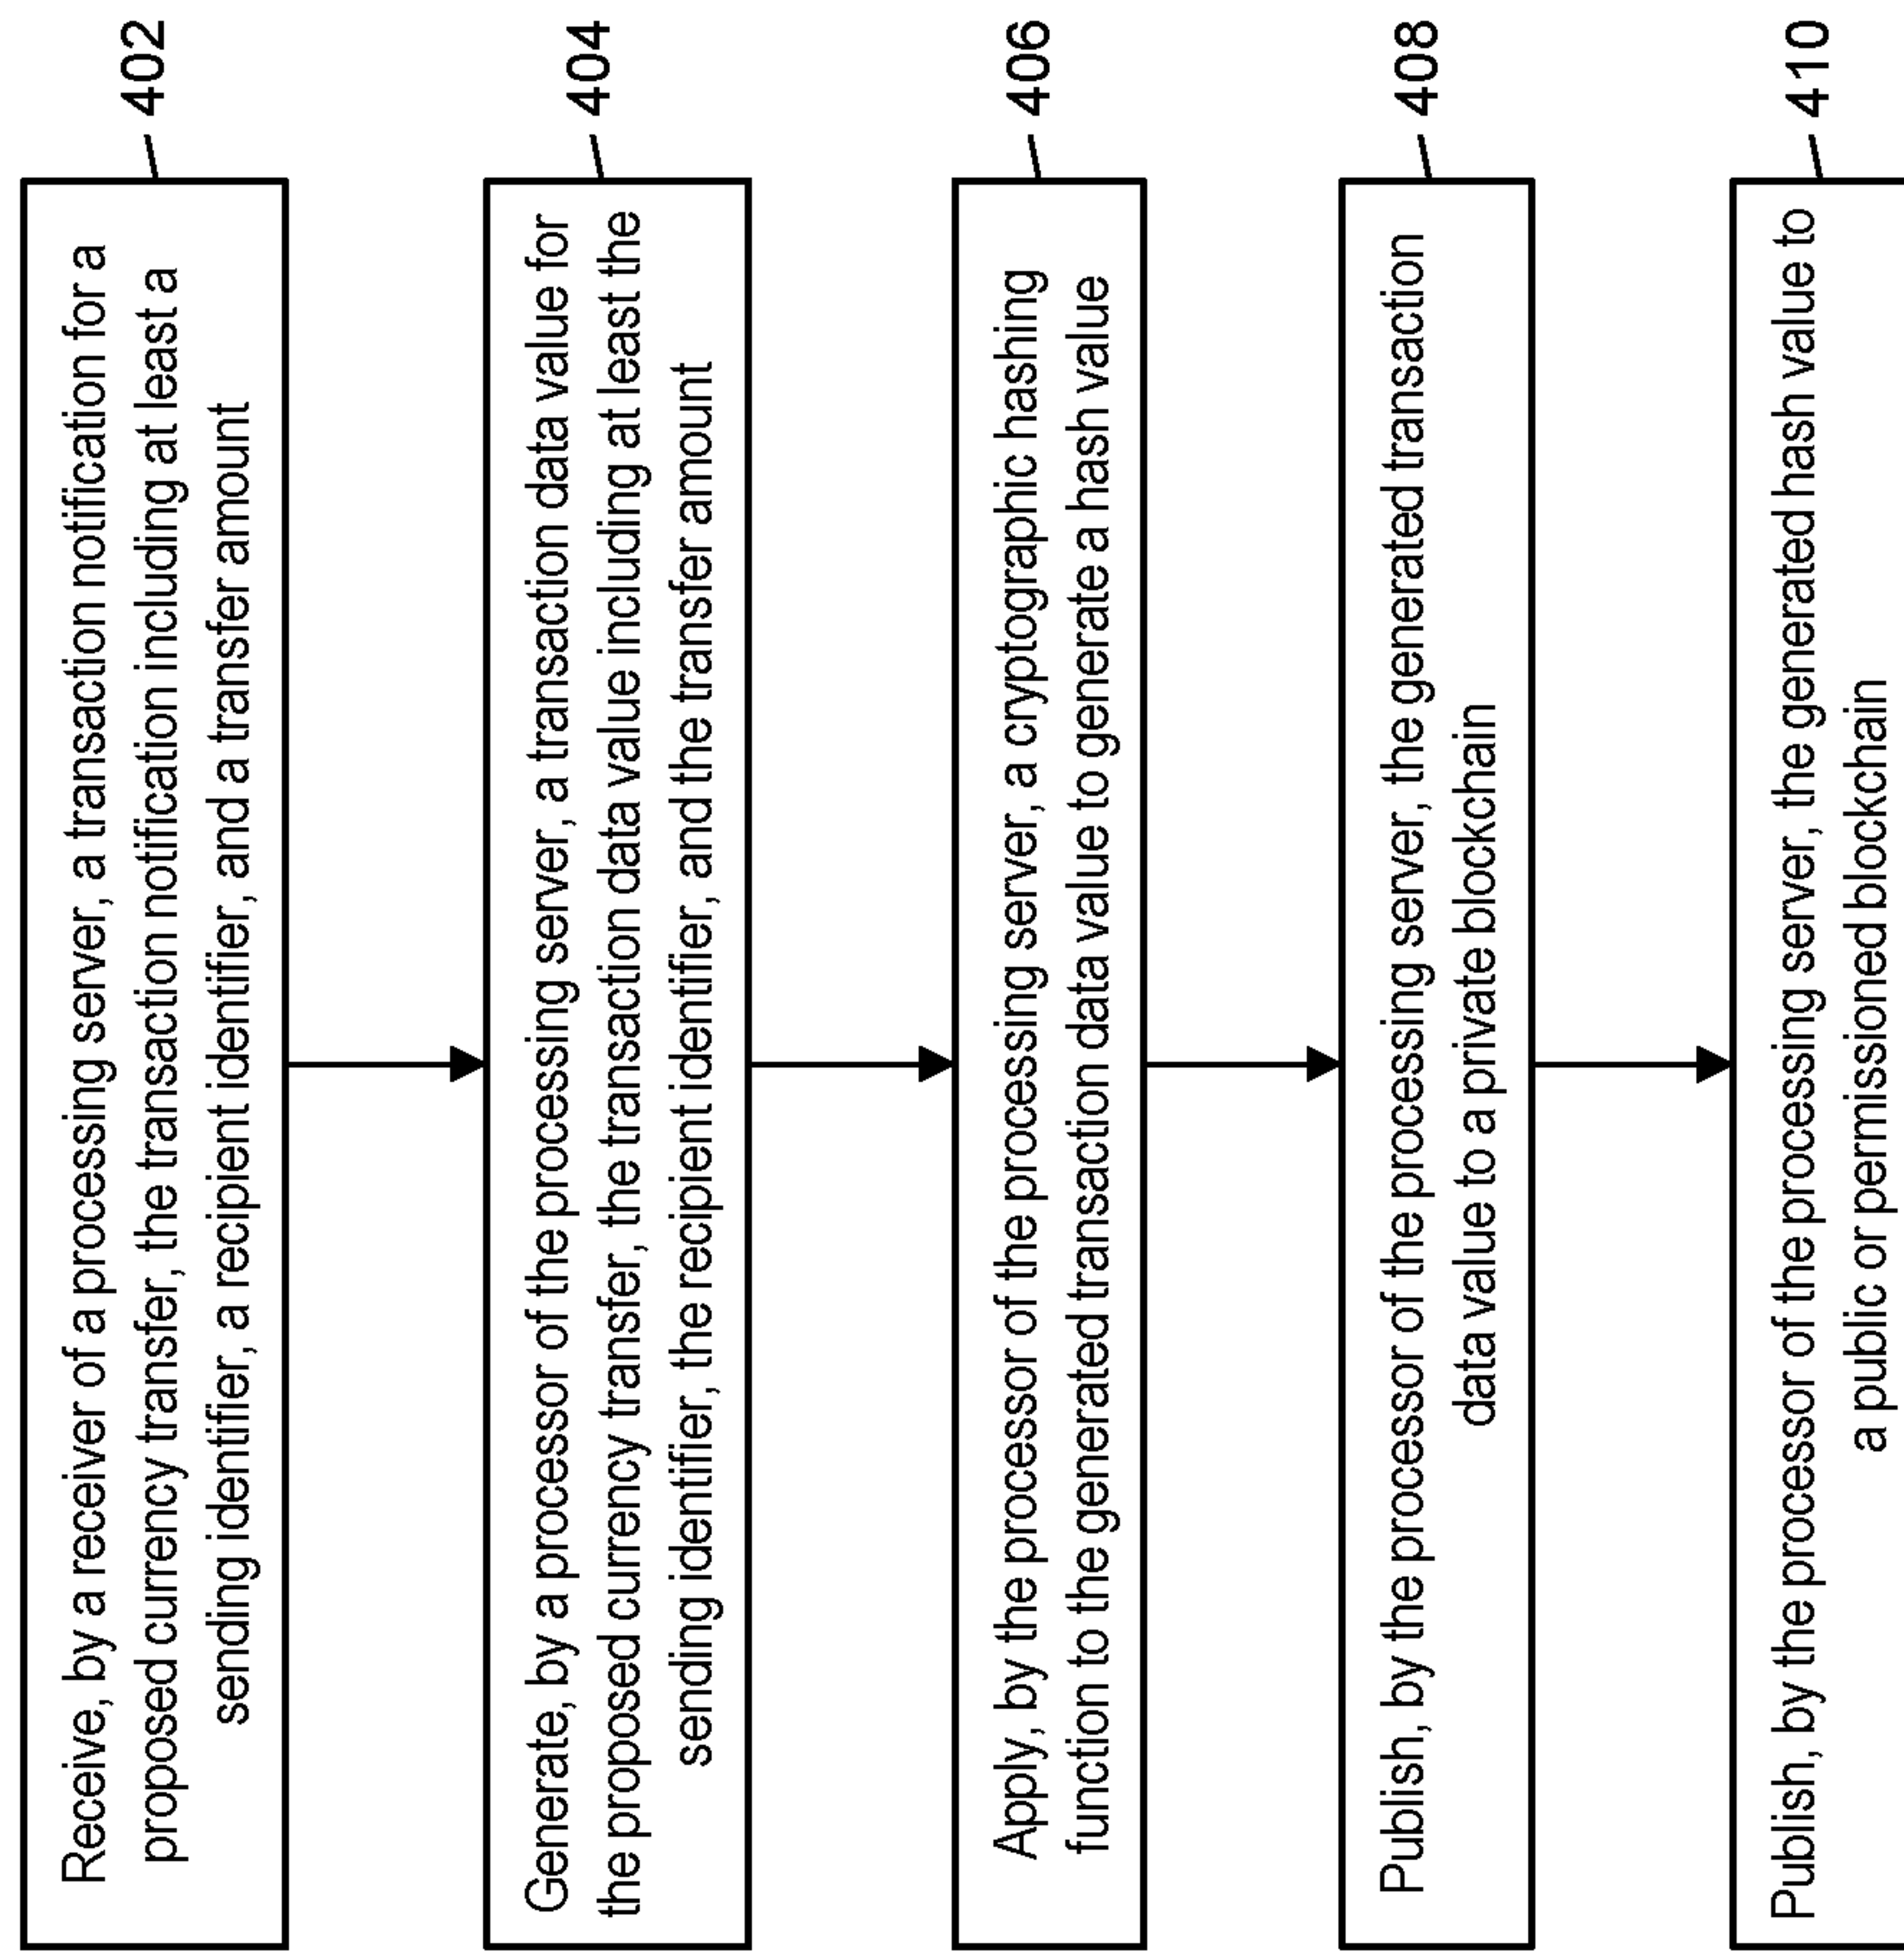 Receive, by a receiver of a processing server, a transaction notification for a
proposed currency transfer, the transaction notification including at least a
sending identifier, a recipient identifier, and a transfer amount
402
Generate, by a processor of the processing server, a transaction data value for
the proposed currency transfer, the transaction data value including at least the
sending identifier, the recipient identifier, and the transfer amount
404
Apply, by the processor of the processing server, a cryptographic hashing
function to the generated transaction data value to generate a hash value
406
Publish, by the processor of the processing server, the generated transaction
data value to a private blockchain
408
Publish, by the processor of the processing server, the generated hash value to
a public or permissioned blockchain
410